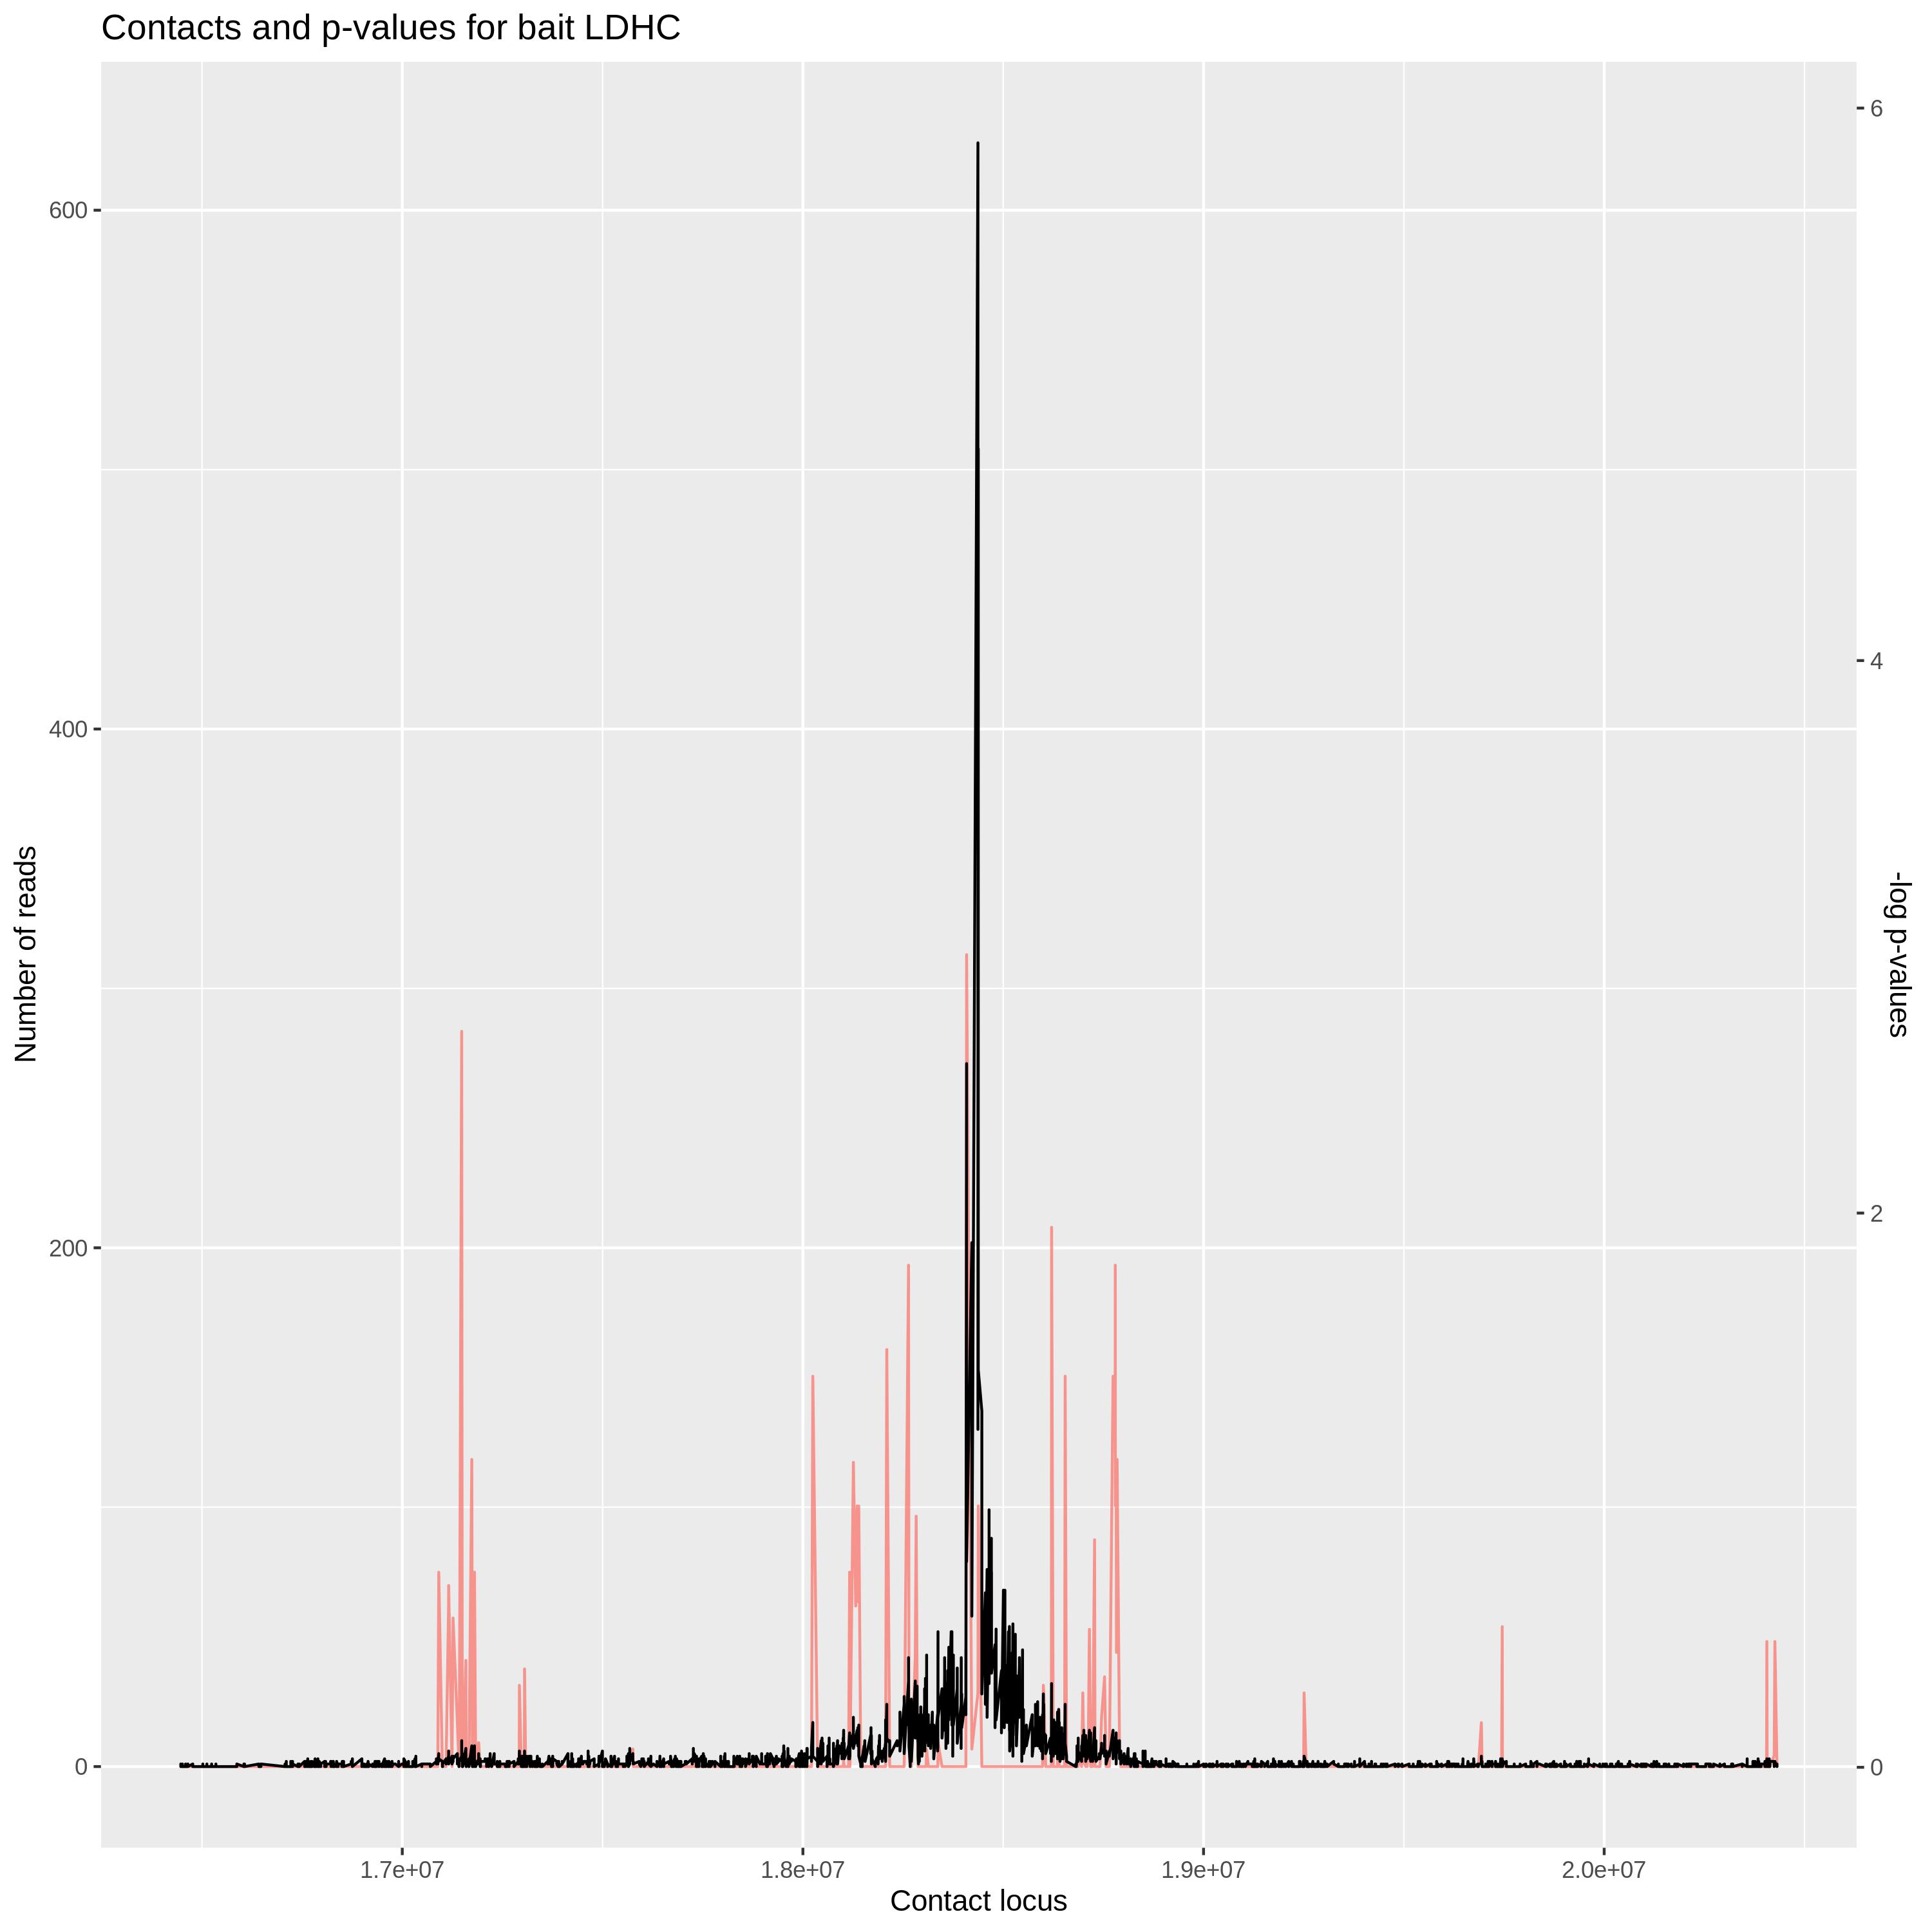 Contacts and p-values for bait LDHC
600
400
200
0
6
4
2
0
Number of reads
-log p-values
1.7e+07
1.8e+07
1.9e+07
2.0e+07
Contact locus